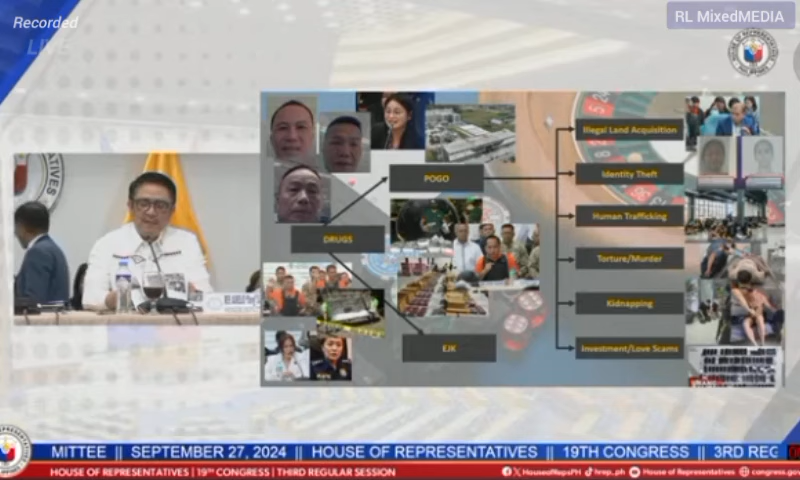 Recorded
LIVE
RL MixedMEDIA
Illegal Land Acquisition
POGO
Identity Theft
Human Trafficking
DRUGS
Torture/Murder
Kidnapping
EJK
Investment/Love Scams
MITTEE || SEPTEMBER 27, 2024 || HOUSE OF REPRESENTATIVES || 19TH CONGRESS || 3RD REG
HOUSE OF REPRESENTATIVES | 19TH CONGRESS | THIRD REGULAR SESSION
HouseofRepsPH hrep_ph House of Representatives congress.gov